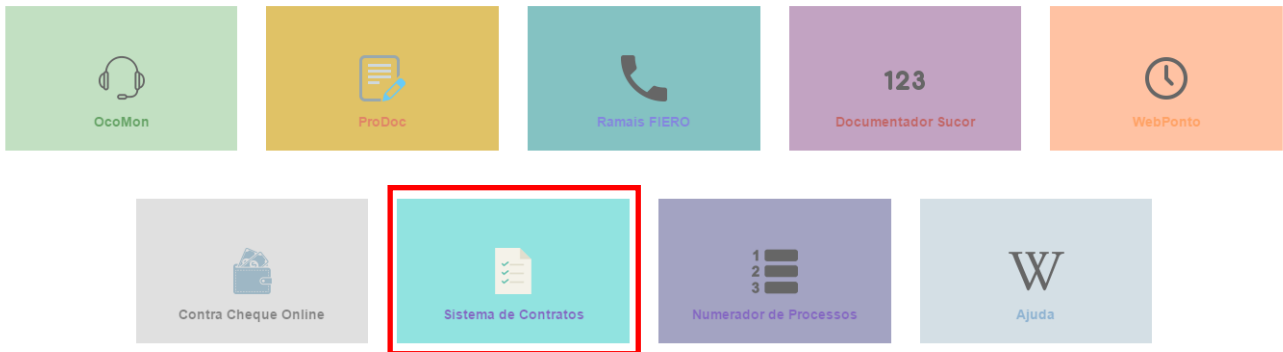 OcoMon
ProDoc
Ramais FIERO
123
Documentador Sucor
WebPonto
Contra Cheque Online
Sistema de Contratos
1
2
3
Numerador de Processos
W
Ajuda